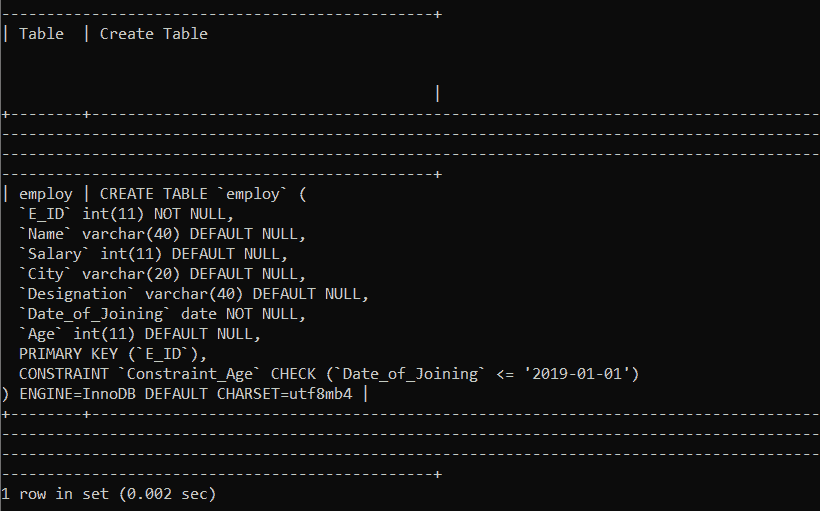 ------------------------------------------------+
| Table  | Create Table
|
+--------+---------------------------------------------------------------------------------
-------------------------------------------------------------------------------------------
-------------------------------------------------------------------------------------------
------------------------------------------------+
| employ | CREATE TABLE `employ` (
  `E_ID` int(11) NOT NULL,
  `Name` varchar(40) DEFAULT NULL,
  `Salary` int(11) DEFAULT NULL,
  `City` varchar(20) DEFAULT NULL,
  `Designation` varchar(40) DEFAULT NULL,
  `Date_of_Joining` date NOT NULL,
  `Age` int(11) DEFAULT NULL,
  PRIMARY KEY (`E_ID`),
  CONSTRAINT `Constraint_Age` CHECK (`Date_of_Joining` <= '2019-01-01')
) ENGINE=InnoDB DEFAULT CHARSET=utf8mb4 |
+--------+---------------------------------------------------------------------------------
-------------------------------------------------------------------------------------------
-------------------------------------------------------------------------------------------
------------------------------------------------+
1 row in set (0.002 sec)